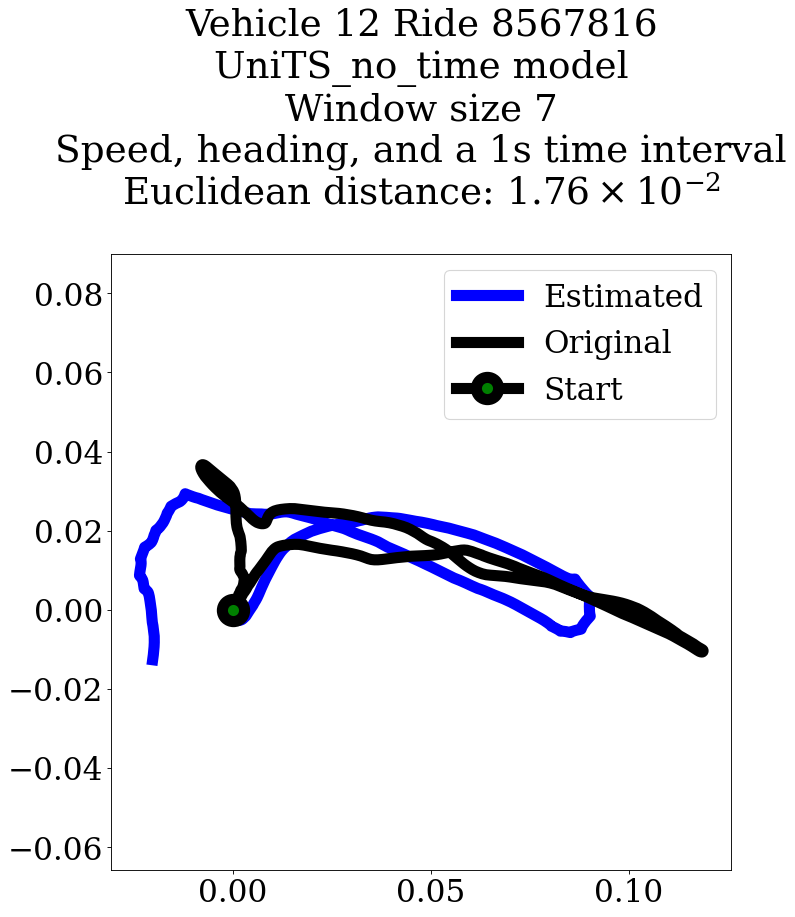 Vehicle 12 Ride 8567816
UniTS_no_time model
Window size 7
Speed, heading, and a 1s time interval
Euclidean distance: 1.76 × 10⁻²
Estimated
Original
Start
0.08
0.06
0.04
0.02
0.00
−0.02
−0.04
−0.06
0.00 0.05 0.10